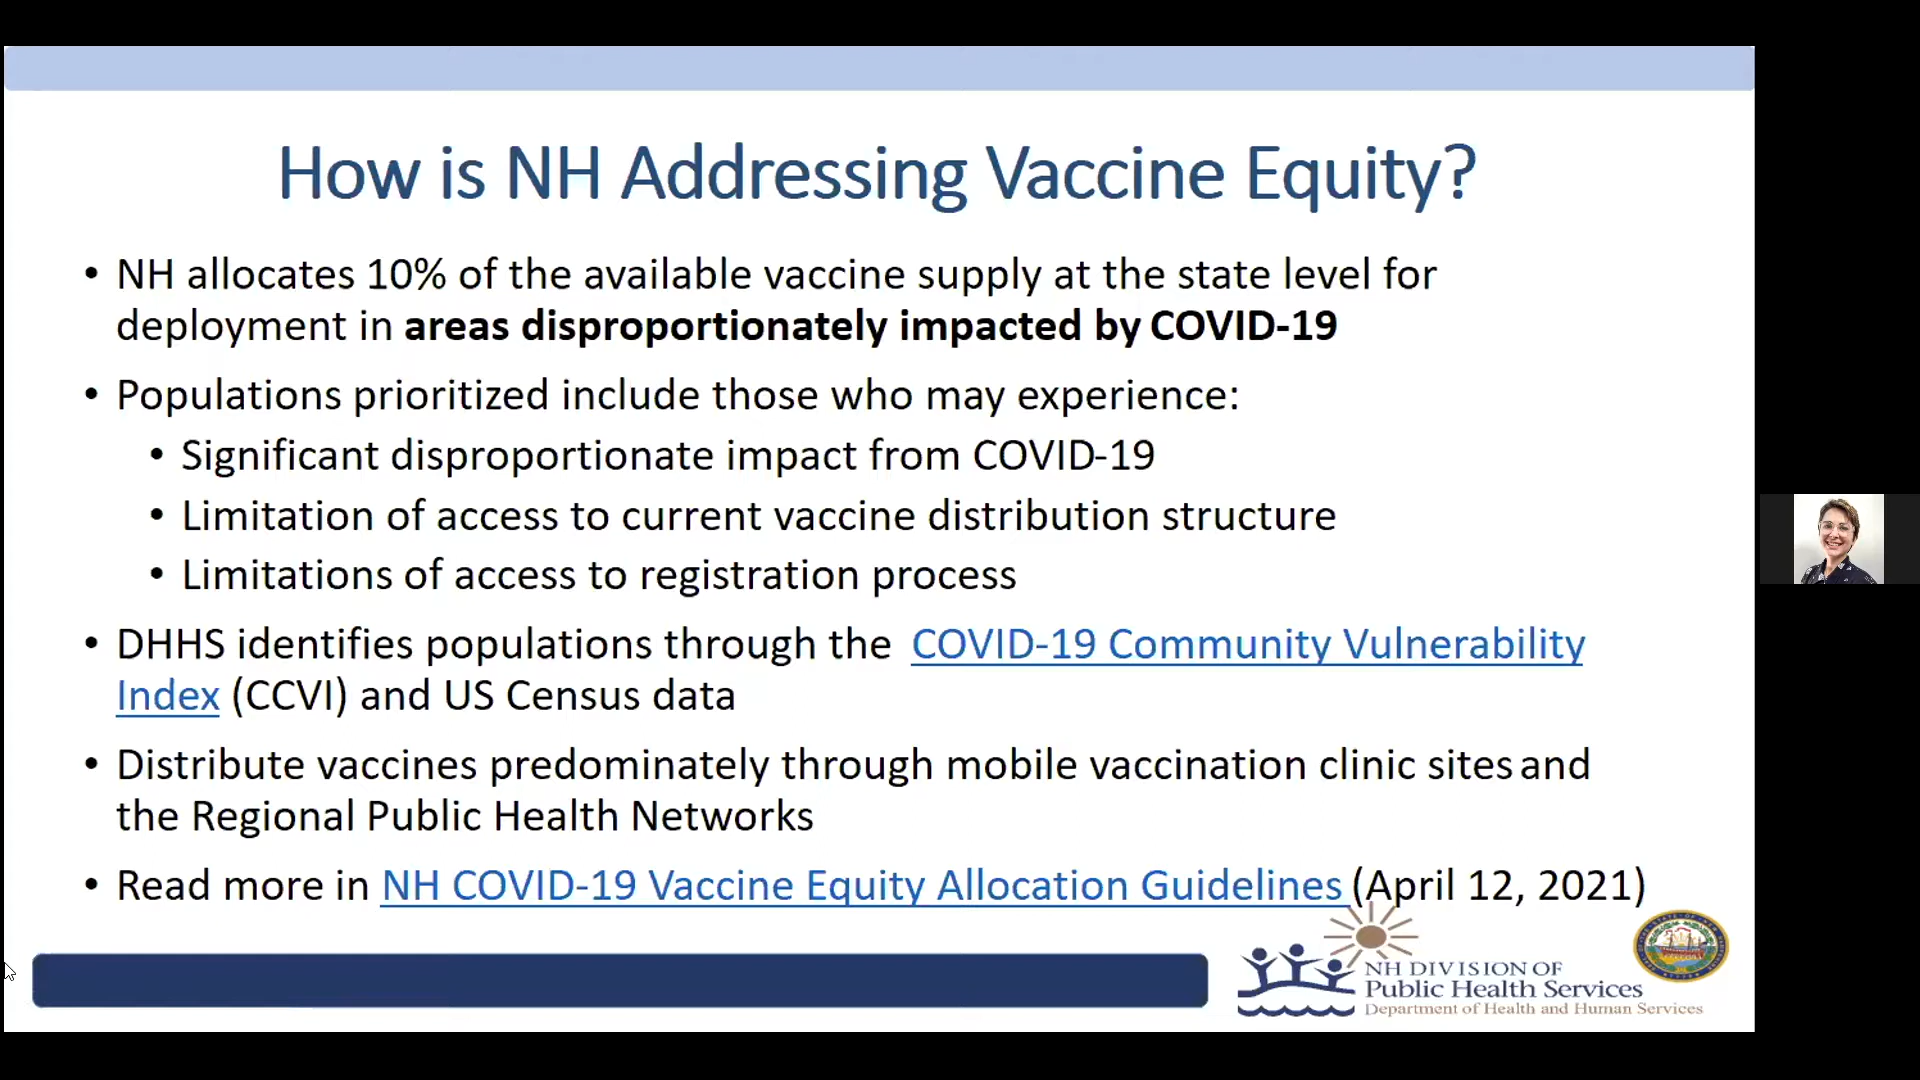 How is NH Addressing Vaccine Equity?
• NH allocates 10% of the available vaccine supply at the state level for
deployment in areas disproportionately impacted by COVID-19
• Populations prioritized include those who may experience:
• Significant disproportionate impact from COVID-19
• Limitation of access to current vaccine distribution structure
• Limitations of access to registration process
• DHHS identifies populations through the COVID-19 Community Vulnerability
Index (CCVI) and US Census data
• Distribute vaccines predominately through mobile vaccination clinic sites and
the Regional Public Health Networks
• Read more in NH COVID-19 Vaccine Equity Allocation Guidelines (April 12, 2021)
NH DIVISION OF
Public Health Services
Department of Health and Human Services